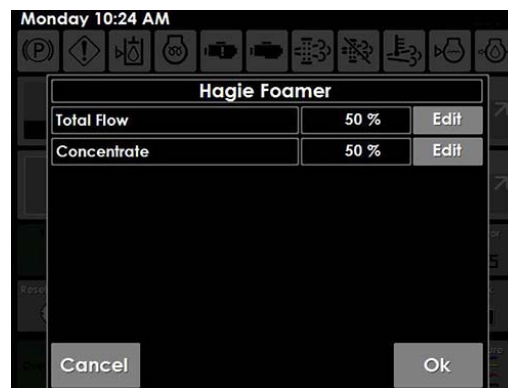 Monday 10:24 AM
Hagie Foamer
Total Flow 50 % Edit
Concentrate 50 % Edit
Cancel Ok